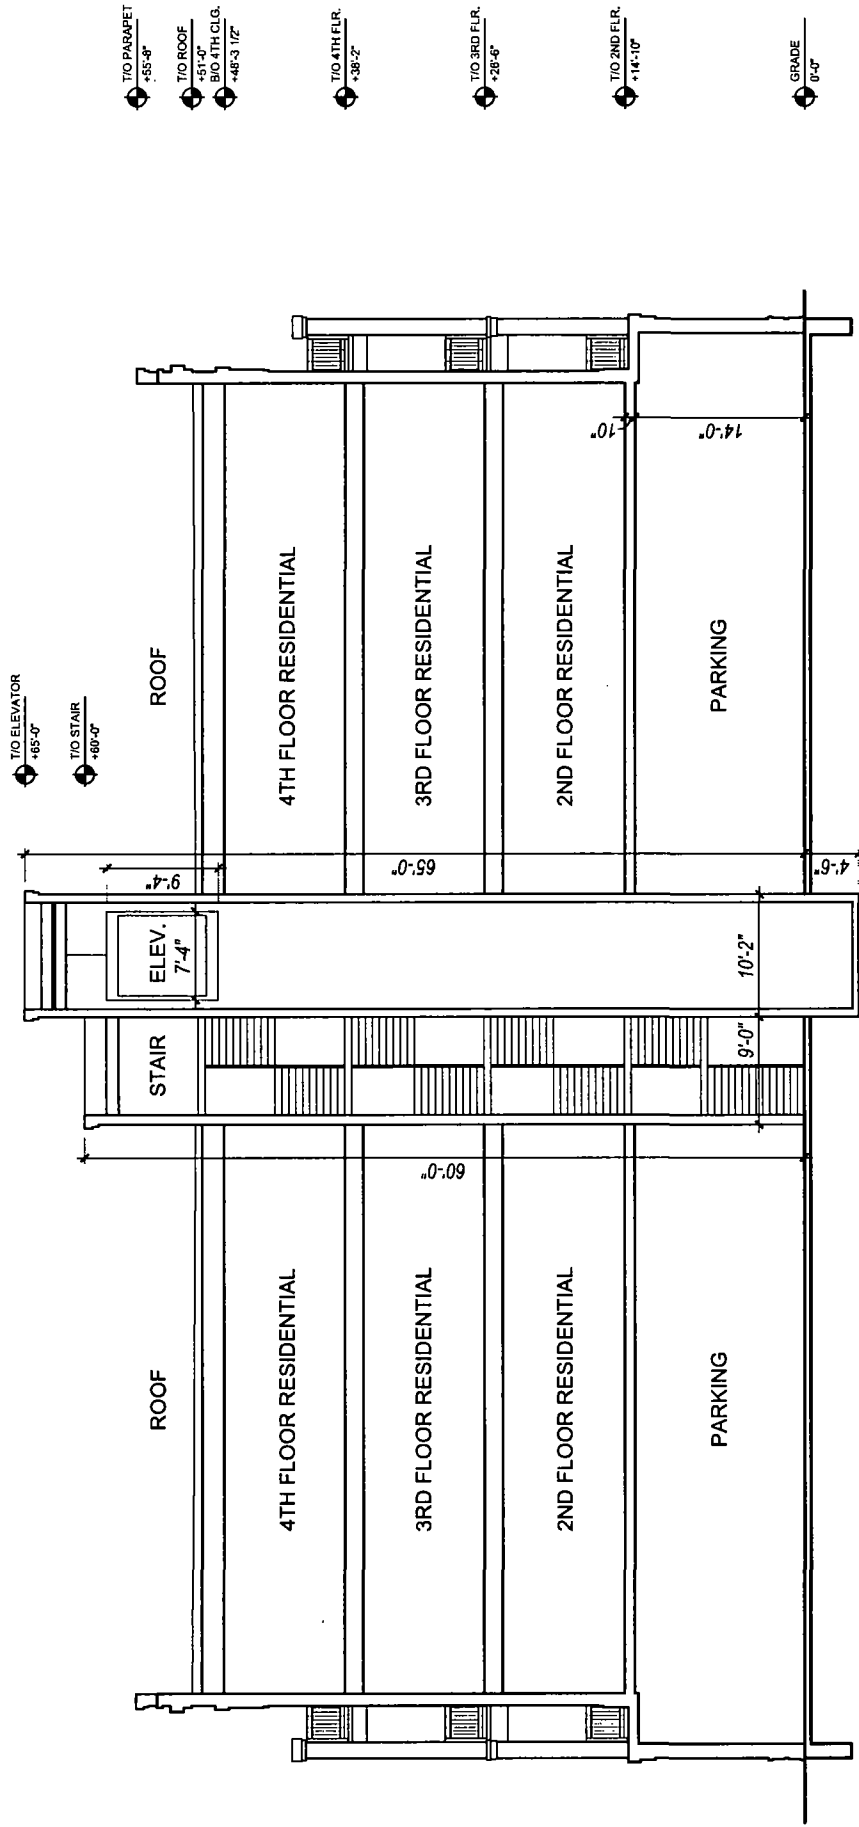 T/O ELEVATOR
+65'-0"
T/O STAIR
+60'-0"
T/O PARAPET
+55'-8"
T/O ROOF
+51'-0"
B/O 4TH CLG.
+48'-3 1/2"
T/O 4TH FLR.
+38'-2"
T/O 3RD FLR.
+26'-6"
T/O 2ND FLR.
+14'-10"
GRADE
0'-0"
ROOF
STAIR
ELEV.
7'-4"
9'-4"
ROOF
4TH FLOOR RESIDENTIAL
4TH FLOOR RESIDENTIAL
3RD FLOOR RESIDENTIAL
60'-0"
65'-0"
3RD FLOOR RESIDENTIAL
2ND FLOOR RESIDENTIAL
2ND FLOOR RESIDENTIAL
10"
PARKING
9'-0"
10'-2"
PARKING
14'-0"
4'-6"